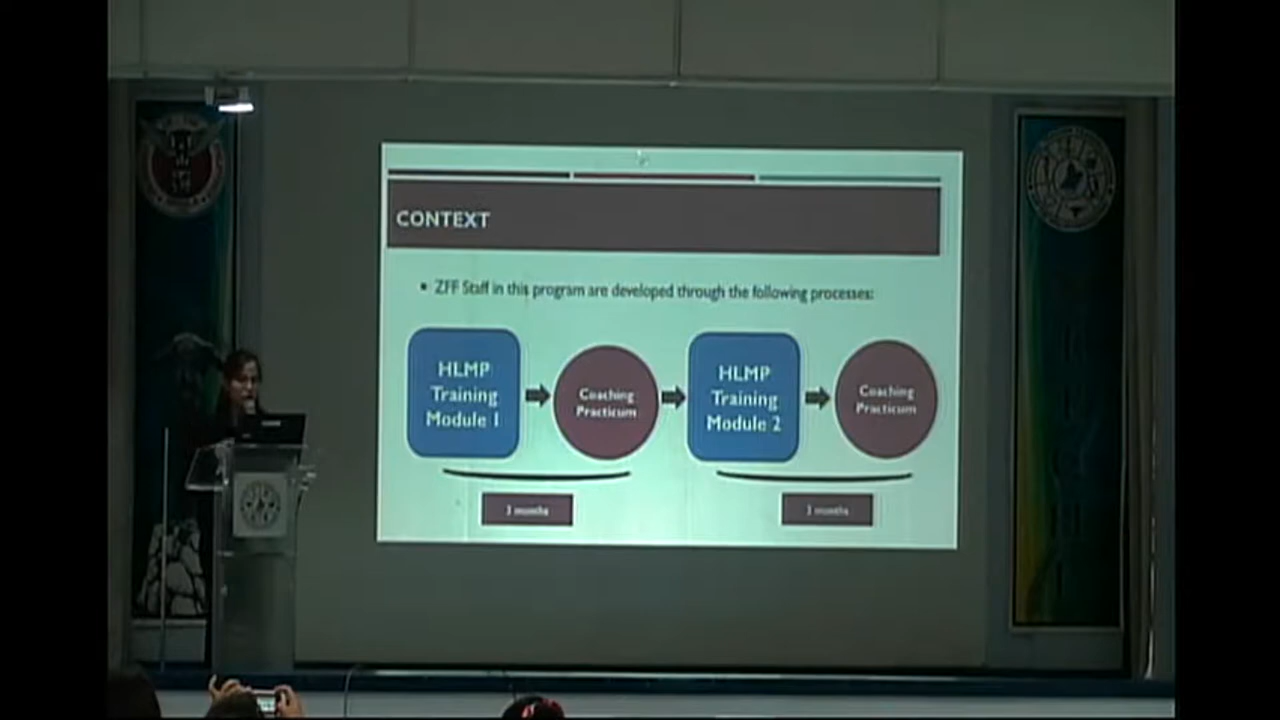 CONTEXT
ZFF Staff in this program are developed through the following processes:
HLMP
Training
Module 1
Coaching
Practicum
HLMP
Training
Module 2
Coaching
Practicum
3 months
3 months